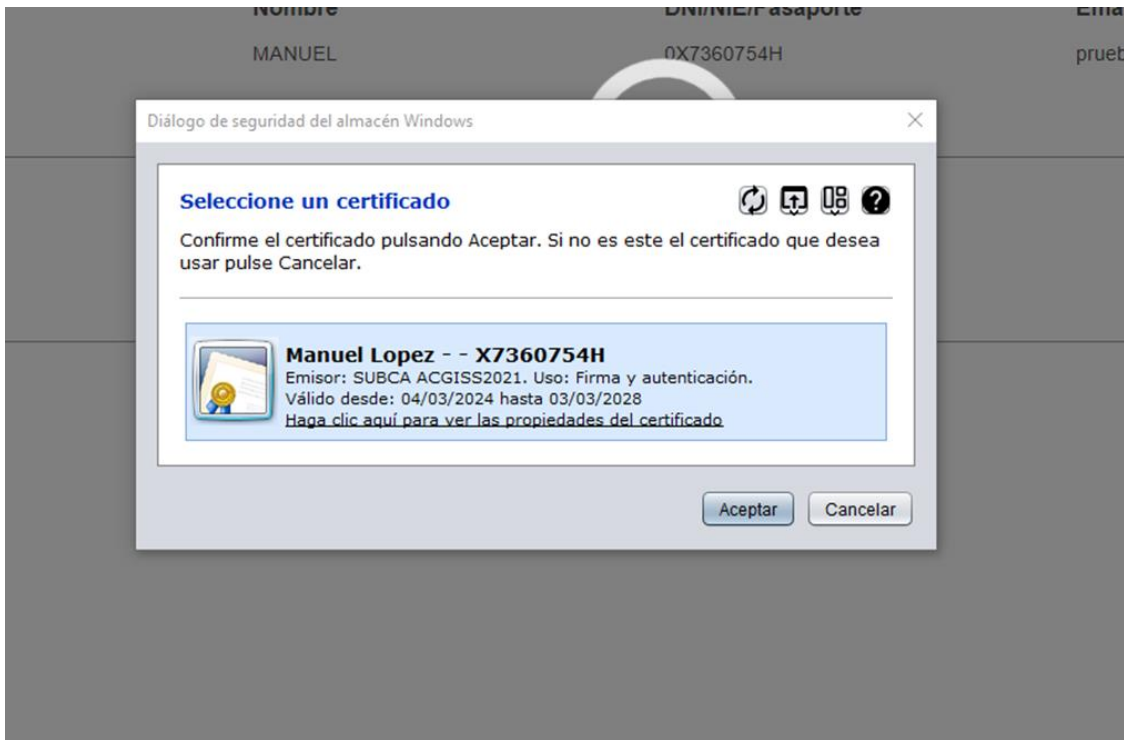 Nombre DNI/NIE/Pasaporte Ema
MANUEL 0X7360754H prueb
Diálogo de seguridad del almacén Windows
Seleccione un certificado
Confirme el certificado pulsando Aceptar. Si no es este el certificado que desea
usar pulse Cancelar.
Manuel Lopez - - X7360754H
Emisor: SUBCA ACGISS2021. Uso: Firma y autenticación.
Válido desde: 04/03/2024 hasta 03/03/2028
Haga clic aquí para ver las propiedades del certificado
Aceptar Cancelar